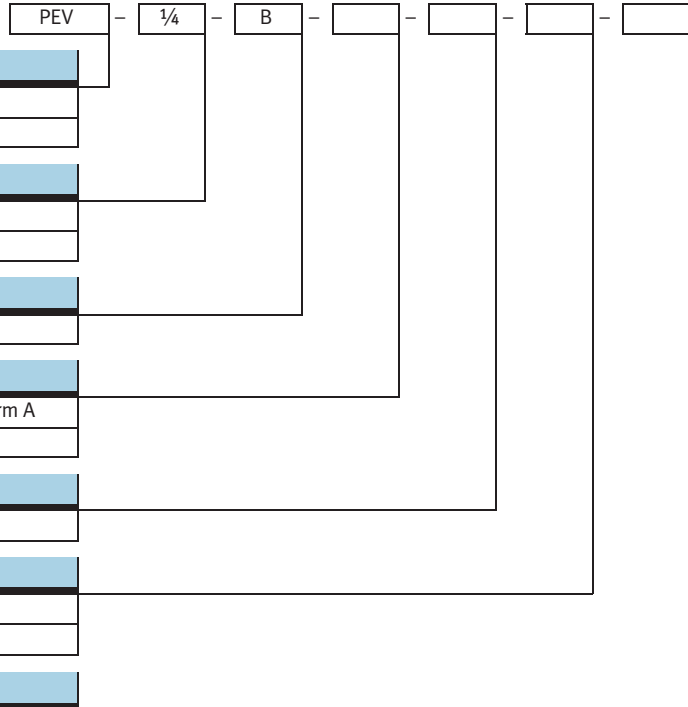 PEV – ¼ – B – – – –
rm A